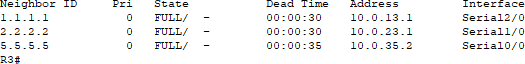 Neighbor ID Pri State Dead Time Address Interface
1.1.1.1 0 FULL/ - 00:00:30 10.0.13.1 Serial2/0
2.2.2.2 0 FULL/ - 00:00:30 10.0.23.1 Serial1/0
5.5.5.5 0 FULL/ - 00:00:35 10.0.35.2 Serial0/0
R3#